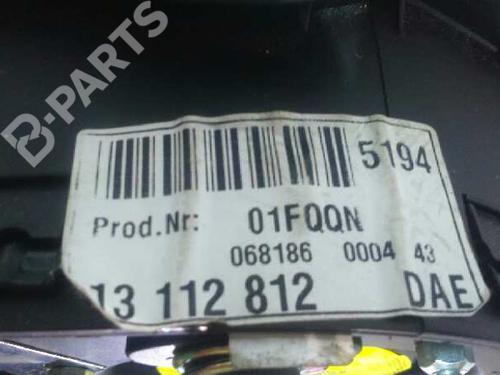 B-PARTS
5194
Prod.Nr: 01FQQN
068186 0004 43
13 112 812 DAE